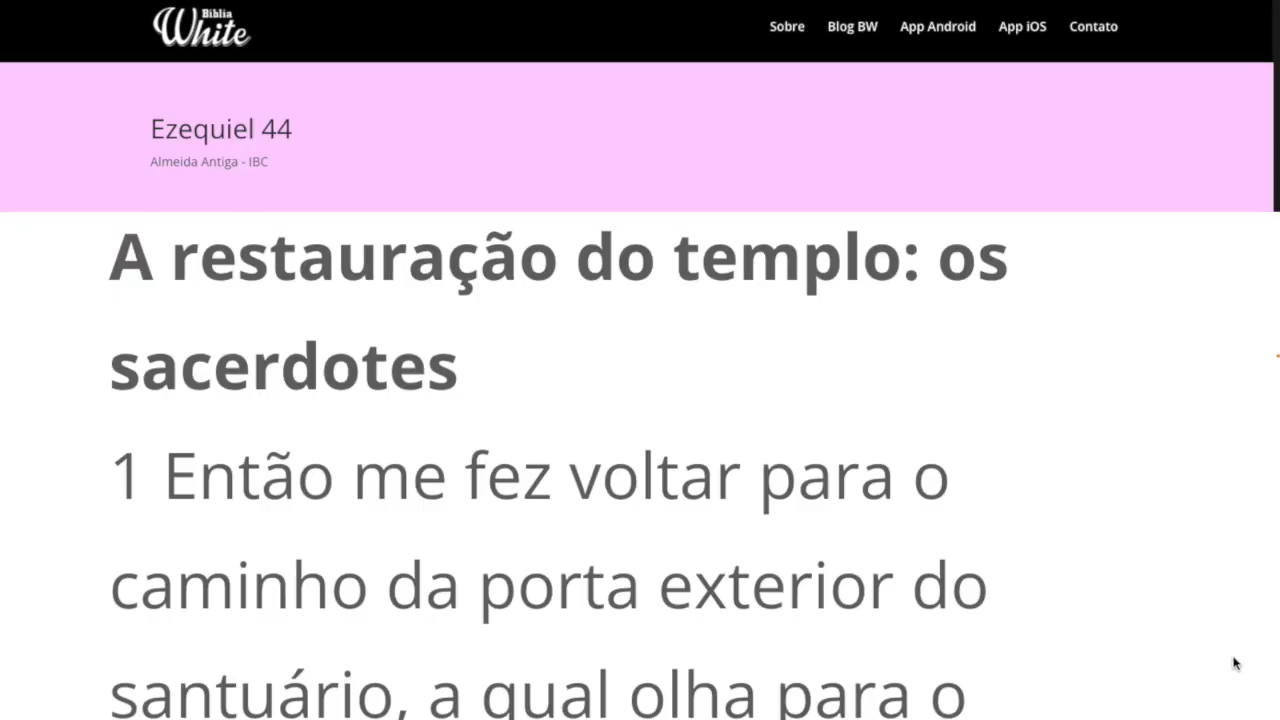 Bíblia
White
Sobre Blog BW App Android App iOS Contato
Ezequiel 44
Almeida Antiga - IBC
A restauração do templo: os
sacerdotes
1 Então me fez voltar para o
caminho da porta exterior do
santuário, a qual olha para o